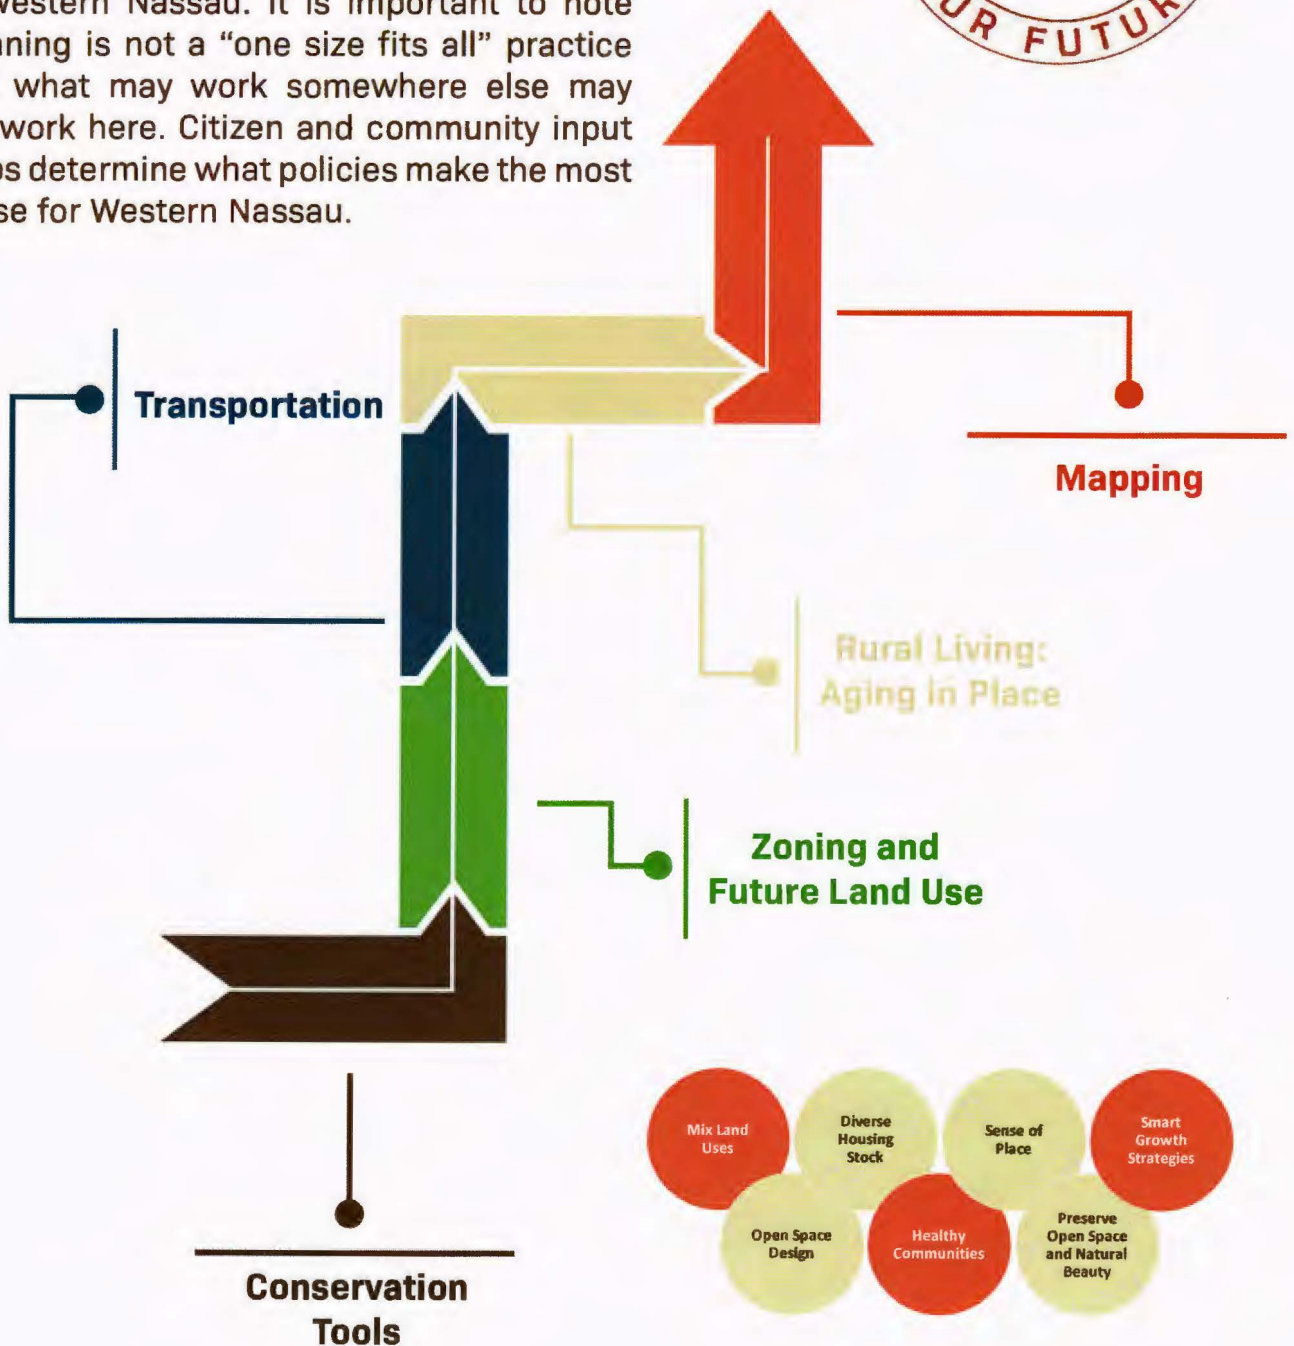 Western Nassau. It is important to note
ning is not a “one size fits all” practice
what may work somewhere else may
work here. Citizen and community input
s determine what policies make the most
se for Western Nassau.
UR FUTUR
Transportation
Mapping
Rural Living:
Aging in Place
Zoning and
Future Land Use
Conservation
Tools
Mix Land
Uses
Diverse
Housing
Stock
Sense of
Place
Smart
Growth
Strategies
Open Space
Design
Healthy
Communities
Preserve
Open Space
and Natural
Beauty